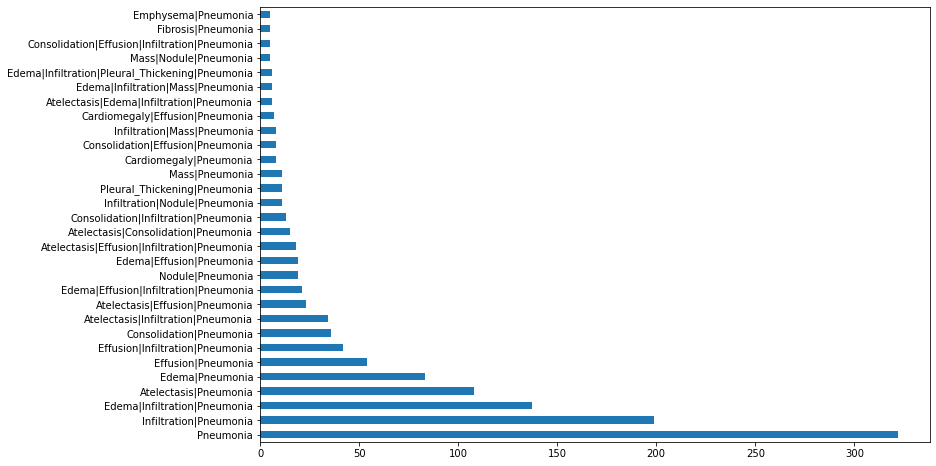 Emphysema|Pneumonia
Fibrosis|Pneumonia
Consolidation|Effusion|Infiltration|Pneumonia
Mass|Nodule|Pneumonia
Edema|Infiltration|Pleural_Thickening|Pneumonia
Edema|Infiltration|Mass|Pneumonia
Atelectasis|Edema|Infiltration|Pneumonia
Cardiomegaly|Effusion|Pneumonia
Infiltration|Mass|Pneumonia
Consolidation|Effusion|Pneumonia
Cardiomegaly|Pneumonia
Mass|Pneumonia
Pleural_Thickening|Pneumonia
Infiltration|Nodule|Pneumonia
Consolidation|Infiltration|Pneumonia
Atelectasis|Consolidation|Pneumonia
Atelectasis|Effusion|Infiltration|Pneumonia
Edema|Effusion|Pneumonia
Nodule|Pneumonia
Edema|Effusion|Infiltration|Pneumonia
Atelectasis|Effusion|Pneumonia
Atelectasis|Infiltration|Pneumonia
Consolidation|Pneumonia
Effusion|Infiltration|Pneumonia
Effusion|Pneumonia
Edema|Pneumonia
Atelectasis|Pneumonia
Edema|Infiltration|Pneumonia
Infiltration|Pneumonia
Pneumonia
0 50 100 150 200 250 300